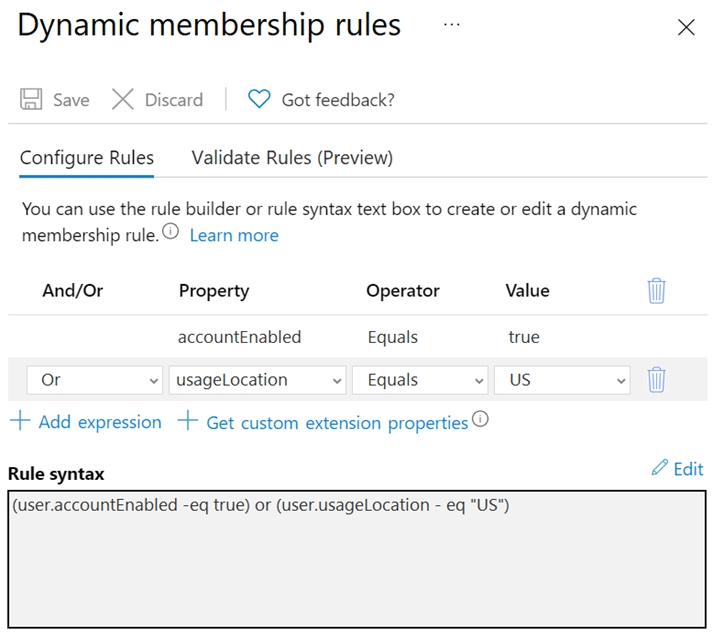 Dynamic membership rules ...
Save Discard Got feedback?
Configure Rules Validate Rules (Preview)
You can use the rule builder or rule syntax text box to create or edit a dynamic
membership rule. Learn more
And/Or Property Operator Value
accountEnabled Equals true
Or usageLocation Equals US
Add expression Get custom extension properties
Rule syntax Edit
(user.accountEnabled -eq true) or (user.usageLocation - eq "US")